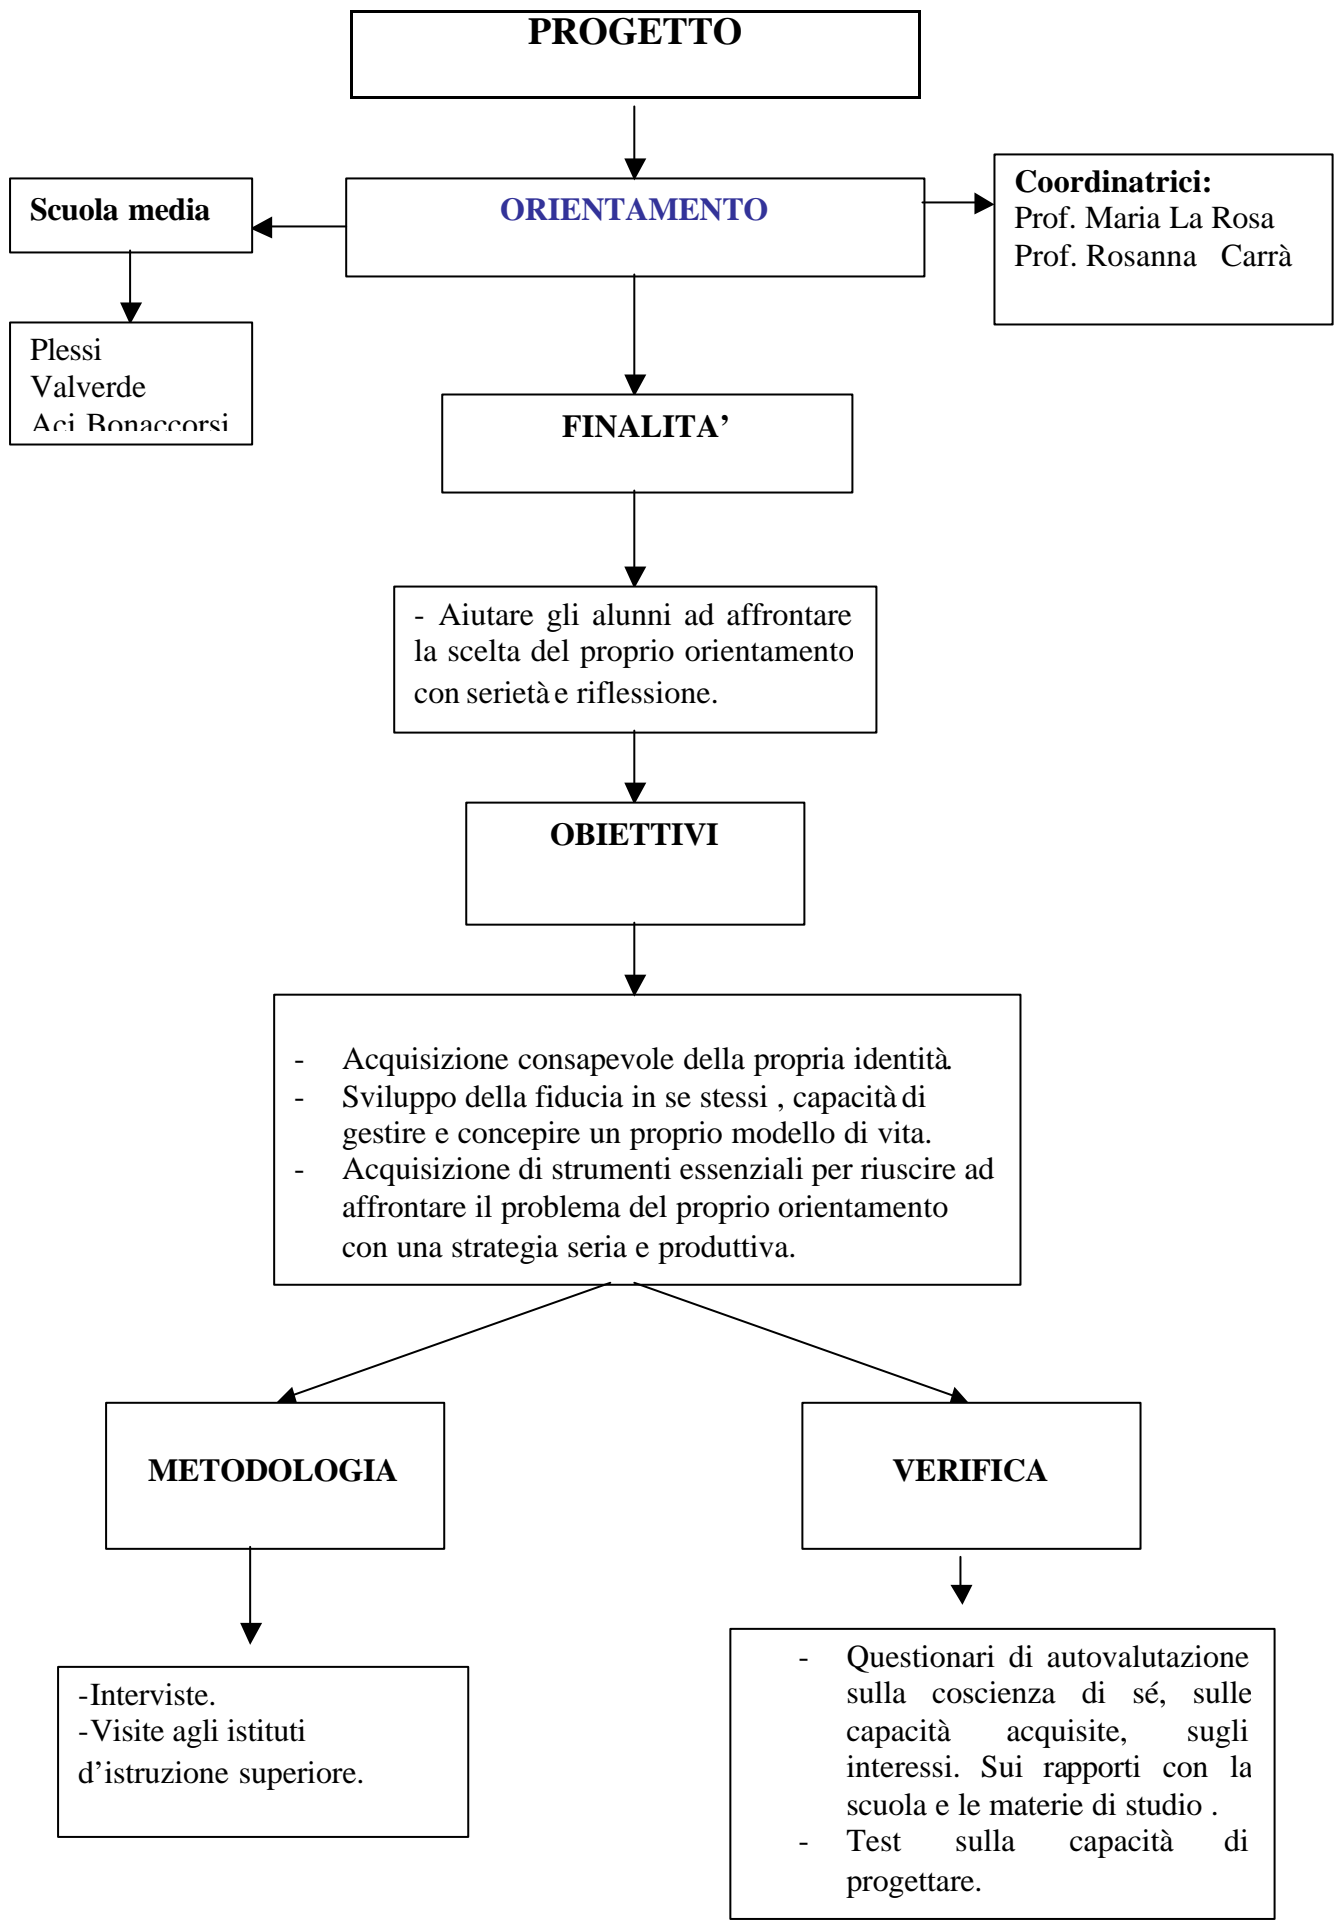 PROGETTO
ORIENTAMENTO
Scuola media
Coordinatrici:
Prof. Maria La Rosa
Prof. Rosanna Carrà
Plessi
Valverde
Aci Bonaccorsi
FINALITA’
- Aiutare gli alunni ad affrontare
la scelta del proprio orientamento
con serietà e riflessione.
OBIETTIVI
- Acquisizione consapevole della propria identità.
- Sviluppo della fiducia in se stessi , capacità di
gestire e concepire un proprio modello di vita.
- Acquisizione di strumenti essenziali per riuscire ad
affrontare il problema del proprio orientamento
con una strategia seria e produttiva.
METODOLOGIA
VERIFICA
-Interviste.
-Visite agli istituti
d’istruzione superiore.
- Questionari di autovalutazione
sulla coscienza di sé, sulle
capacità acquisite, sugli
interessi. Sui rapporti con la
scuola e le materie di studio .
- Test sulla capacità di
progettare.